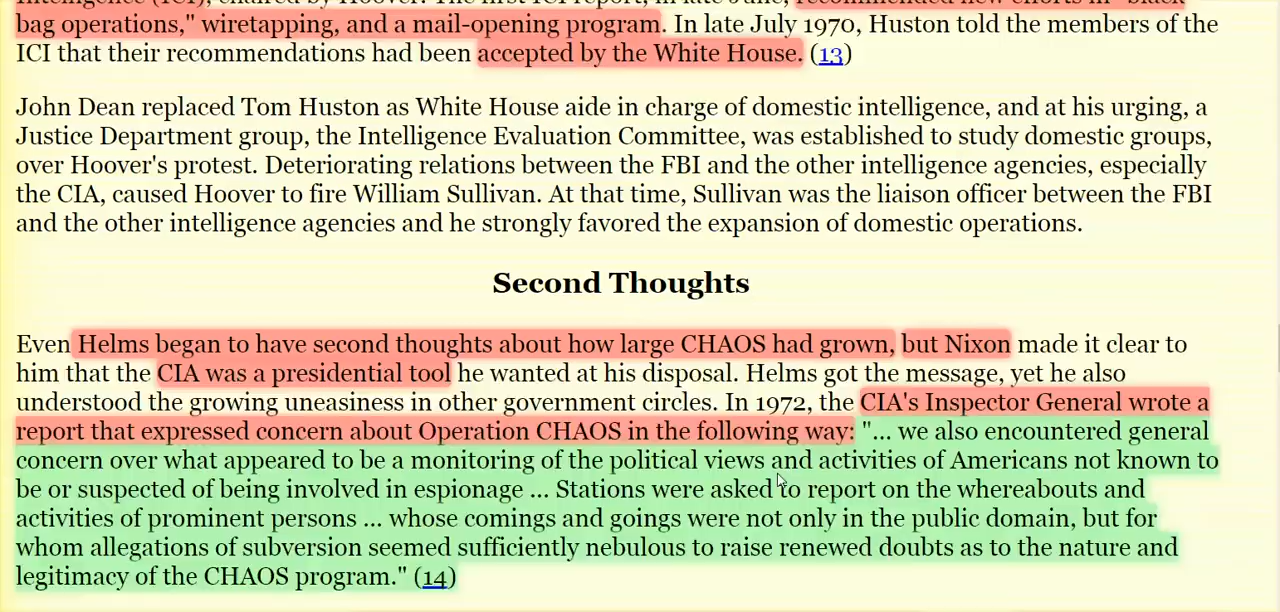 bag operations," wiretapping, and a mail-opening program. In late July 1970, Huston told the members of the
ICI that their recommendations had been accepted by the White House. (13)
John Dean replaced Tom Huston as White House aide in charge of domestic intelligence, and at his urging, a
Justice Department group, the Intelligence Evaluation Committee, was established to study domestic groups,
over Hoover's protest. Deteriorating relations between the FBI and the other intelligence agencies, especially
the CIA, caused Hoover to fire William Sullivan. At that time, Sullivan was the liaison officer between the FBI
and the other intelligence agencies and he strongly favored the expansion of domestic operations.
Second Thoughts
Even Helms began to have second thoughts about how large CHAOS had grown, but Nixon made it clear to
him that the CIA was a presidential tool he wanted at his disposal. Helms got the message, yet he also
understood the growing uneasiness in other government circles. In 1972, the CIA's Inspector General wrote a
report that expressed concern about Operation CHAOS in the following way: "... we also encountered general
concern over what appeared to be a monitoring of the political views and activities of Americans not known to
be or suspected of being involved in espionage ... Stations were asked to report on the whereabouts and
activities of prominent persons ... whose comings and goings were not only in the public domain, but for
whom allegations of subversion seemed sufficiently nebulous to raise renewed doubts as to the nature and
legitimacy of the CHAOS program." (14)